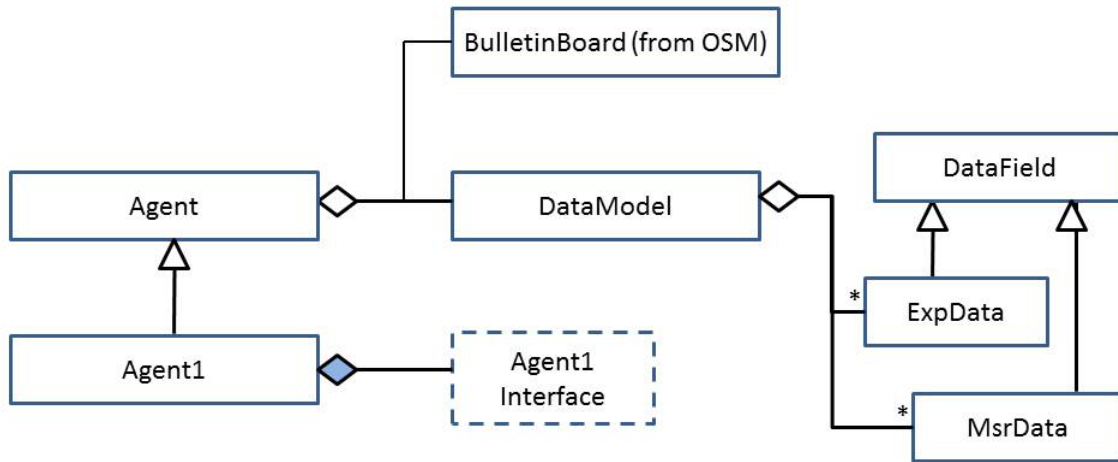 BulletinBoard (from OSM)
DataField
Agent
DataModel
*
ExpData
Agent1
Agent1
Interface
*
MsrData